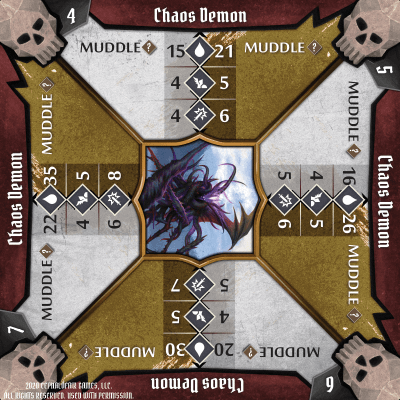 Chaos Demon
4
MUDDLE ? 15 21 MUDDLE ?
4 5
4 6
5
Chaos Demon
MUDDLE ?
16 4 5
26 5 6
MUDDLE ?
6
Chaos Demon
MUDDLE ? 20 30 MUDDLE ?
4 5
5 7
7
Chaos Demon
MUDDLE ?
35 5 8
22 4 6
MUDDLE ?
2020 CEPHALOFAIR GAMES, LLC.
ALL RIGHTS RESERVED. USED WITH PERMISSION.